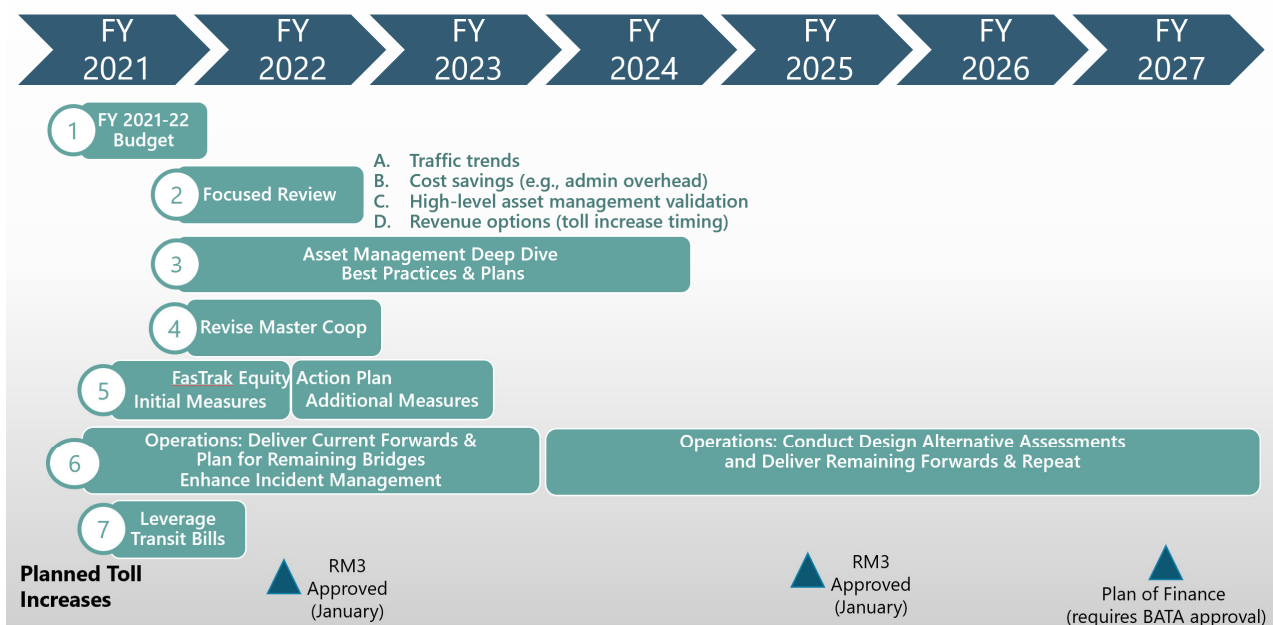 FY
2021
FY
2022
FY
2023
FY
2024
FY
2025
FY
2026
FY
2027
1
FY 2021-22
Budget
2
Focused Review
A. Traffic trends
B. Cost savings (e.g., admin overhead)
C. High-level asset management validation
D. Revenue options (toll increase timing)
3
Asset Management Deep Dive
Best Practices & Plans
4
Revise Master Coop
5
FasTrak Equity Action Plan
Initial Measures
Additional Measures
6
Operations: Deliver Current Forwards &
Plan for Remaining Bridges
Enhance Incident Management
Operations: Conduct Design Alternative Assessments
and Deliver Remaining Forwards & Repeat
7
Leverage
Transit Bills
Planned Toll
Increases
RM3
Approved
(January)
RM3
Approved
(January)
Plan of Finance
(requires BATA approval)